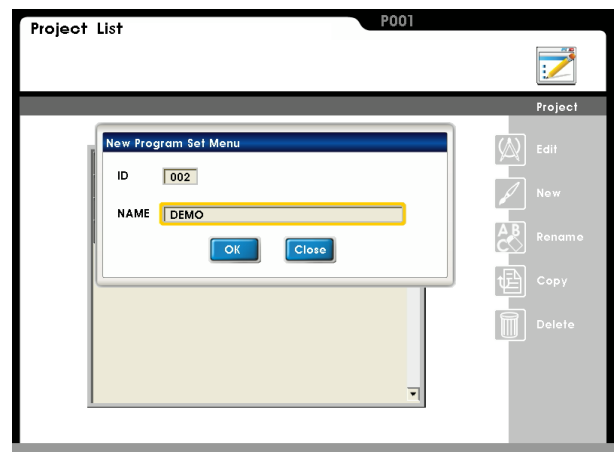 Project List
P001
Project
New Program Set Menu
ID 002
NAME DEMO
OK Close
Edit
New
A B C
Rename
Copy
Delete